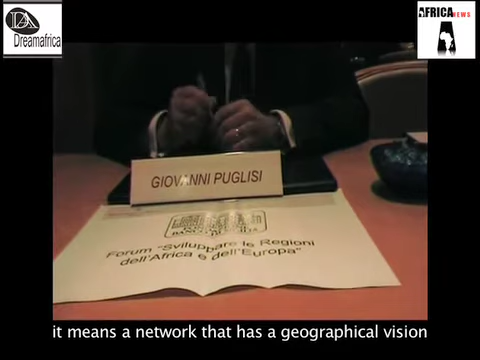 Dreamafrica
AFRICA NEWS
GIOVANNI PUGLISI
Forum "Sviluppare le Regioni
dell'Africa e dell'Europa"
it means a network that has a geographical vision